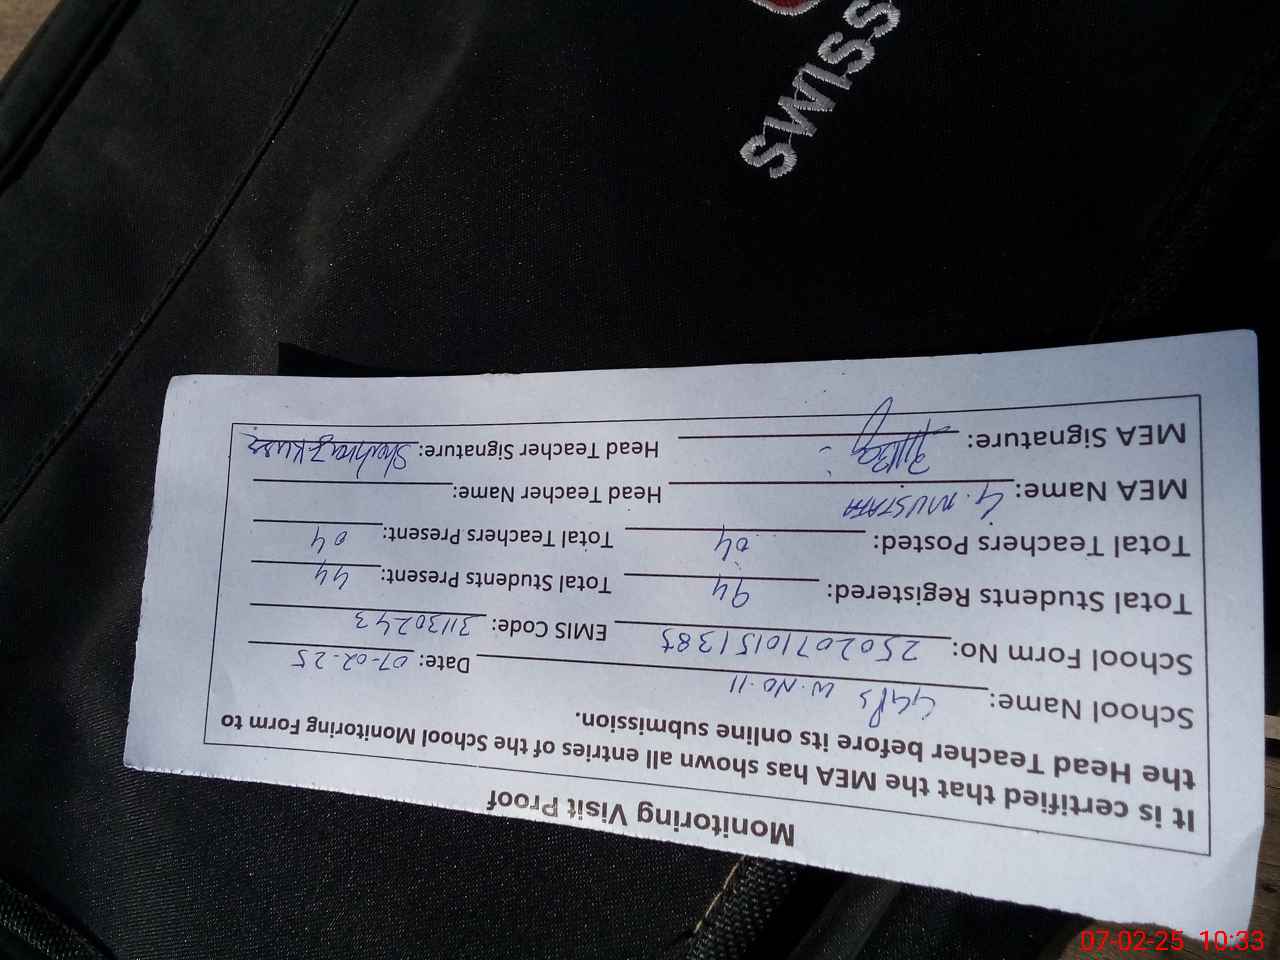 SWISS
Monitoring Visit Proof
It is certified that the MEA has shown all entries of the School Monitoring Form to
the Head Teacher before its online submission.
School Name: GGPS W.NO.11 Date: 07-02-25
School Form No: 25020710151385 EMIS Code: 31130243
Total Students Registered: 94 Total Students Present: 44
Total Teachers Posted: 04 Total Teachers Present: 04
MEA Name: G. MUSTAFA Head Teacher Name:
MEA Signature: Head Teacher Signature:
07-02-25 10:33